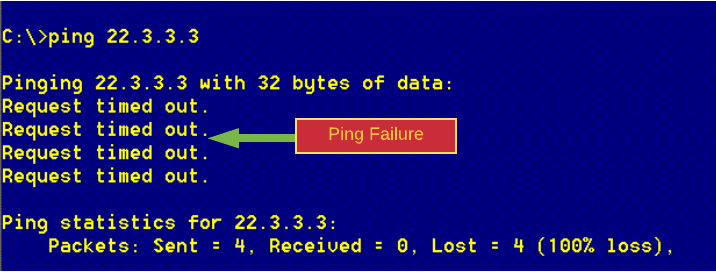 C:\>ping 22.3.3.3
Pinging 22.3.3.3 with 32 bytes of data:
Request timed out.
Request timed out.
Request timed out.
Request timed out.
Ping Failure
Ping statistics for 22.3.3.3:
Packets: Sent = 4, Received = 0, Lost = 4 (100% loss),